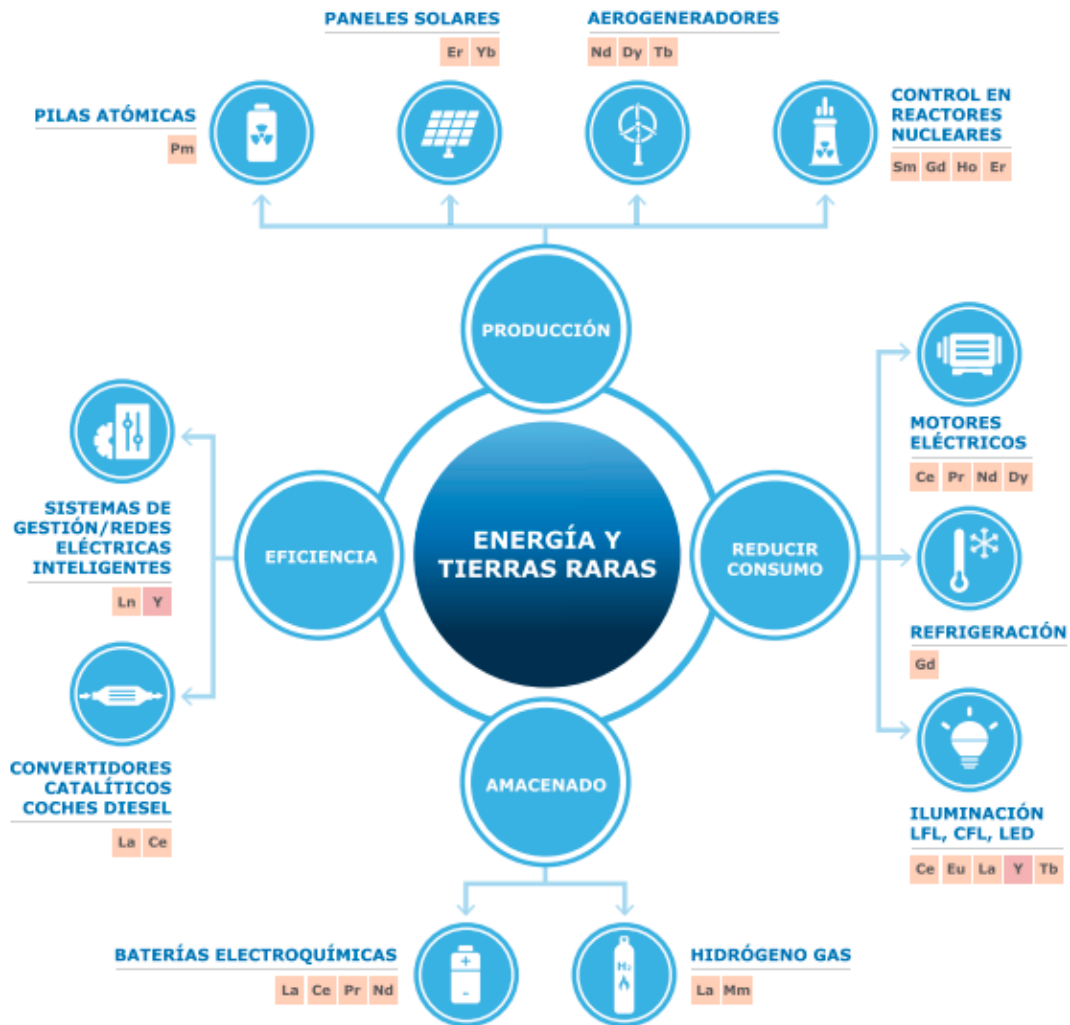 PANELES SOLARES
Er Yb
AEROGENERADORES
Nd Dy Tb
PILAS ATÓMICAS
Pm
CONTROL EN
REACTORES
NUCLEARES
Sm Gd Ho Er
PRODUCCIÓN
MOTORES
ELÉCTRICOS
Ce Pr Nd Dy
SISTEMAS DE
GESTIÓN/REDES
ELÉCTRICAS
INTELIGENTES
Ln Y
EFICIENCIA
ENERGÍA Y
TIERRAS RARAS
REDUCIR
CONSUMO
REFRIGERACIÓN
Gd
CONVERTIDORES
CATALÍTICOS
COCHES DIESEL
La Ce
AMACENADO
ILUMINACIÓN
LFL, CFL, LED
Ce Eu La Y Tb
BATERÍAS ELECTROQUÍMICAS
La Ce Pr Nd
+
-
H₂
HIDRÓGENO GAS
La Mm